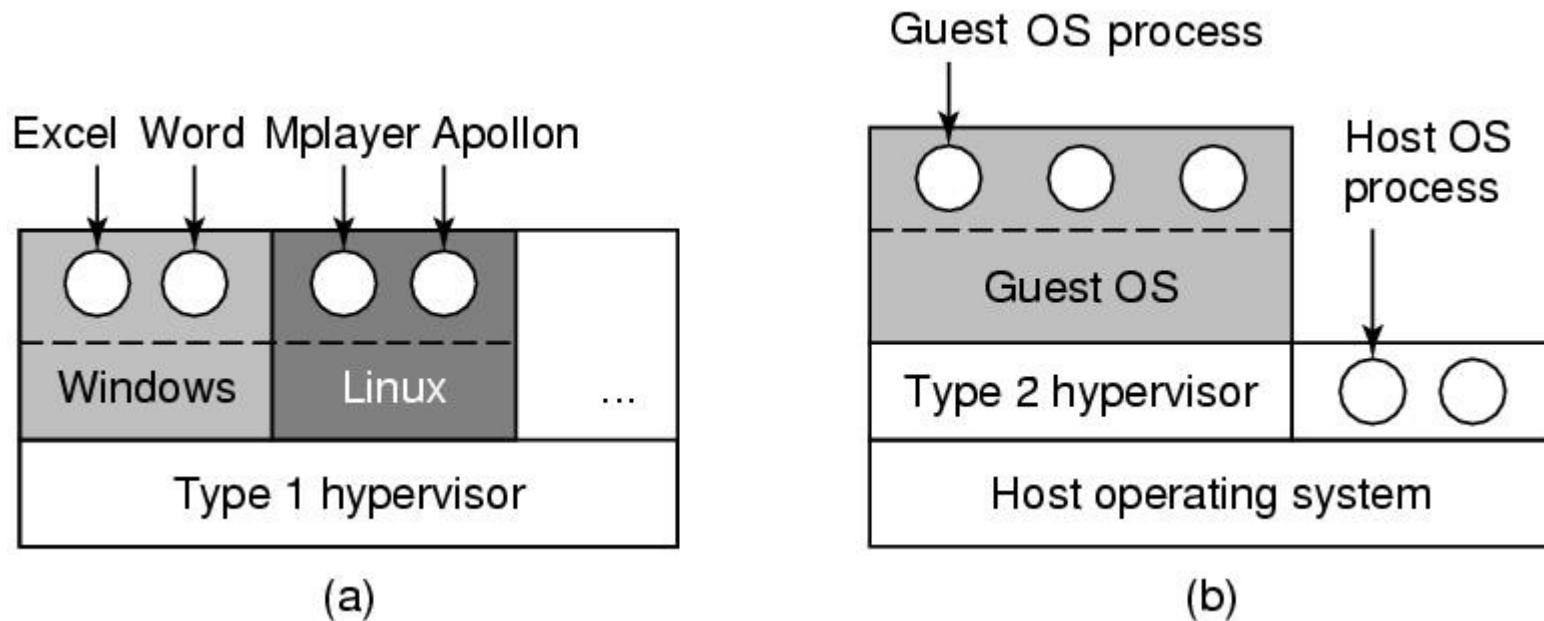 Excel Word Mplayer Apollon
Windows
Linux
...
Type 1 hypervisor
(a)
Guest OS process
Host OS
process
Guest OS
Type 2 hypervisor
Host operating system
(b)